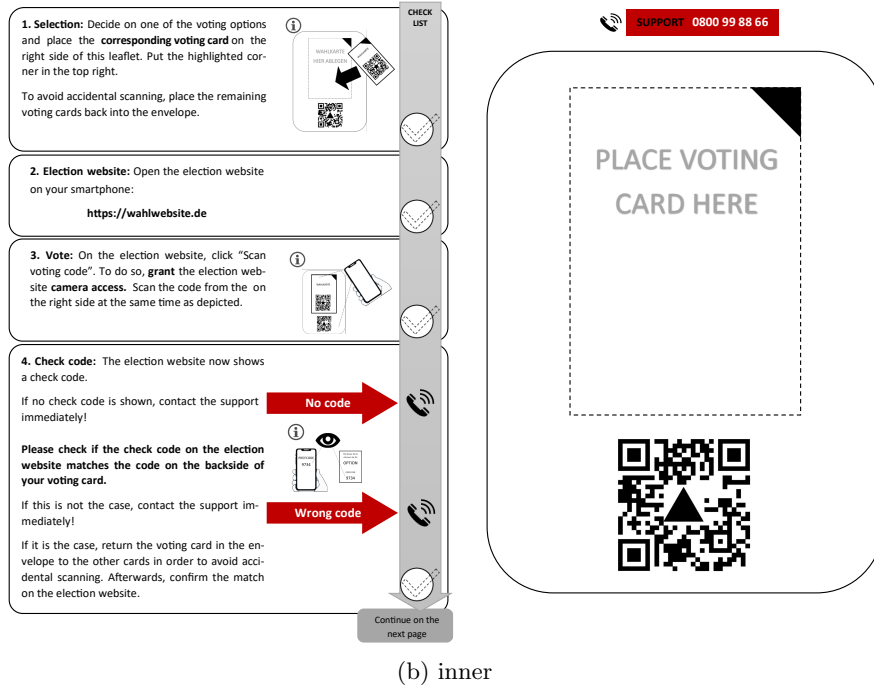 CHECK
LIST
1. Selection: Decide on one of the voting options
and place the corresponding voting card on the
right side of this leaflet. Put the highlighted cor-
ner in the top right.
To avoid accidental scanning, place the remaining
voting cards back into the envelope.
i
WAHLKARTE
HIER ABLEGEN
WAHLKARTE
2. Election website: Open the election website
on your smartphone:
https://wahlwebsite.de
3. Vote: On the election website, click “Scan
voting code”. To do so, grant the election web-
site camera access. Scan the code from the on
the right side at the same time as depicted.
i
WAHLKARTE
4. Check code: The election website now shows
a check code.
If no check code is shown, contact the support
immediately!
No code
Please check if the check code on the election
website matches the code on the backside of
your voting card.
i
9734
OPTION
9734
If this is not the case, contact the support im-
mediately!
Wrong code
If it is the case, return the voting card in the en-
velope to the other cards in order to avoid acci-
dental scanning. Afterwards, confirm the match
on the election website.
Continue on the
next page
SUPPORT 0800 99 88 66
PLACE VOTING
CARD HERE
(b) inner